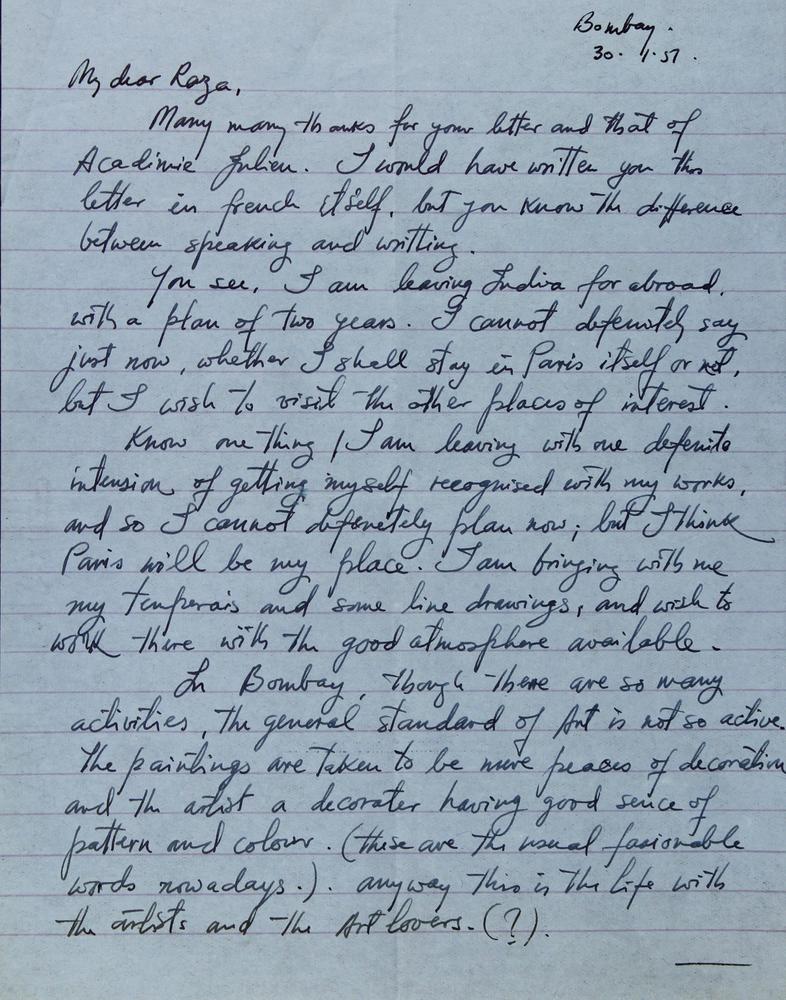 Bombay.
30. 1.51.
My dear Raza,
Many many thanks for your letter and that of
Acadimie Julien. I would have written you this
letter in french itself, but you know the difference
between speaking and writting.
You see, I am leaving India for abroad,
with a plan of two years. I cannot defenitely say
just now, whether I shall stay in Paris itself or not,
but I wish to visit the other places of interest.
Know one thing / I am leaving with one defenite
intension of getting myself recognised with my works,
and so I cannot defenetely plan now; but I think
Paris will be my place. I am bringing with me
my temperais and some line drawings, and wish to
work there with the good atmosphere available.
In Bombay, though there are so many
activities, the general standard of Art is not so active.
The paintings are taken to be mere peaces of decoration
and the artist a decorater having good sence of
pattern and colour. (these are the usual fasionable
words nowadays.). anyway this is the life with
the artists and the Art lovers. (?).